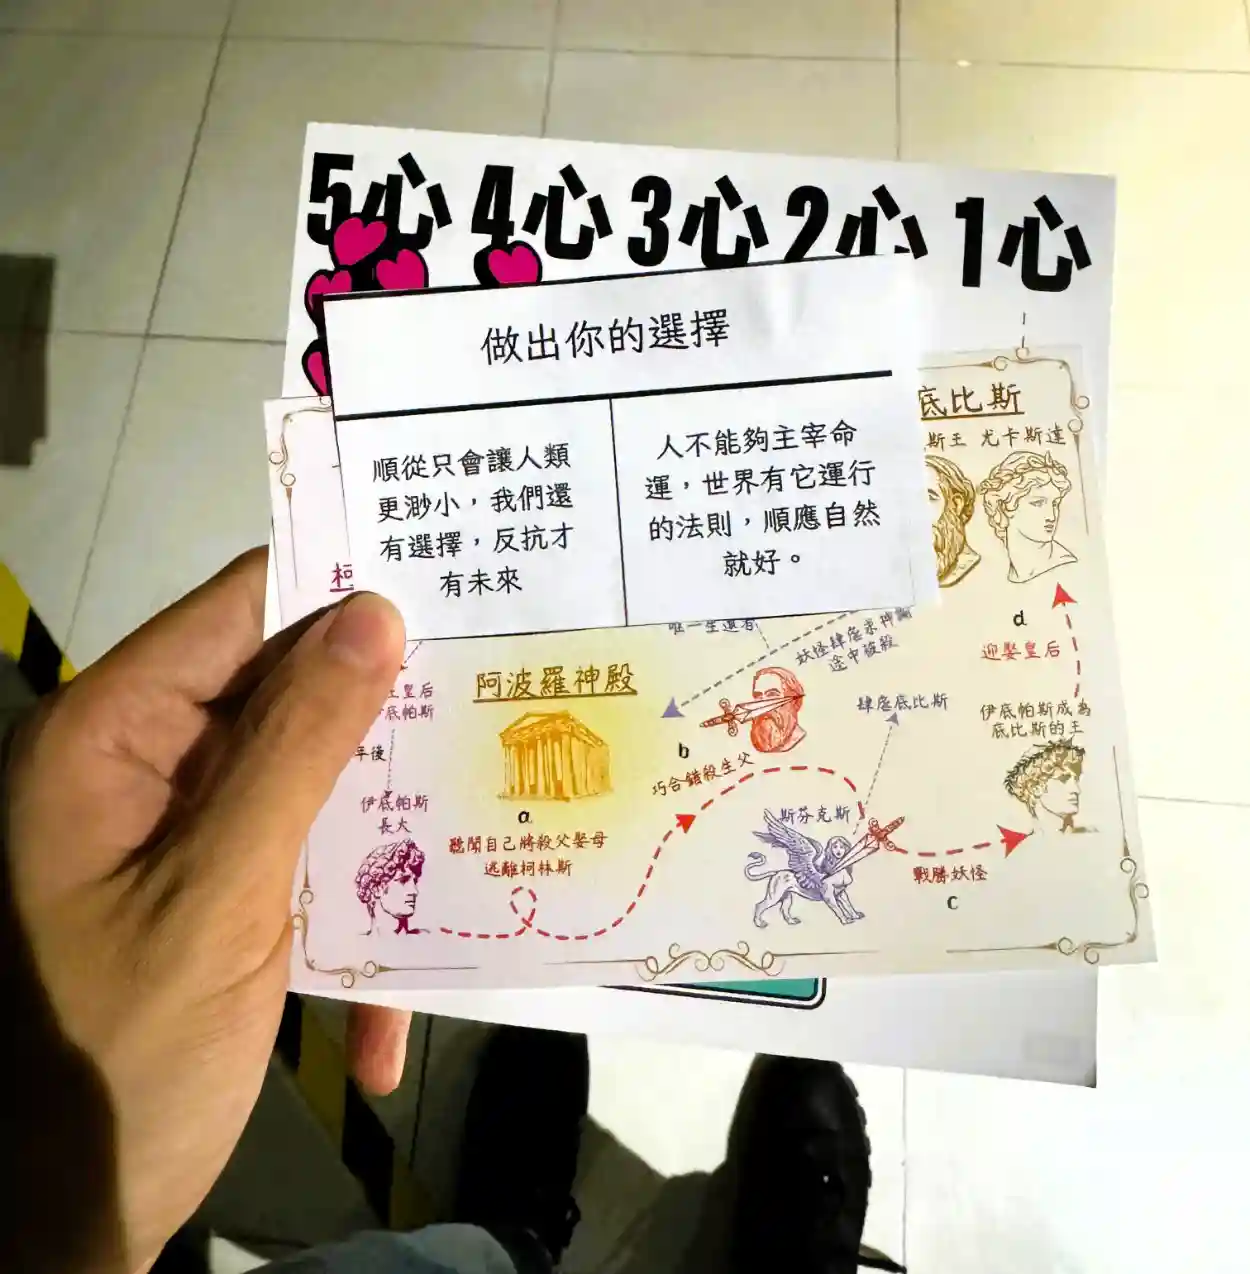 5心 4心 3心 2心 1心
做出你的選擇
順從只會讓人類
更渺小，我們還
有選擇，反抗才
有未來
人不能夠主宰命
運，世界有它運行
的法則，順應自然
就好。
底比斯
斯王 尤卡斯達
d
迎娶皇后
伊底帕斯成為
底比斯的王
唯一生還者
妖怪肆虐求神諭
途中被殺
阿波羅神殿
a
聽聞自己將殺父娶母
逃離柯林斯
王皇后
底帕斯
年後
伊底帕斯
長大
b
巧合錯殺生父
肆虐底比斯
斯芬克斯
戰勝妖怪
c